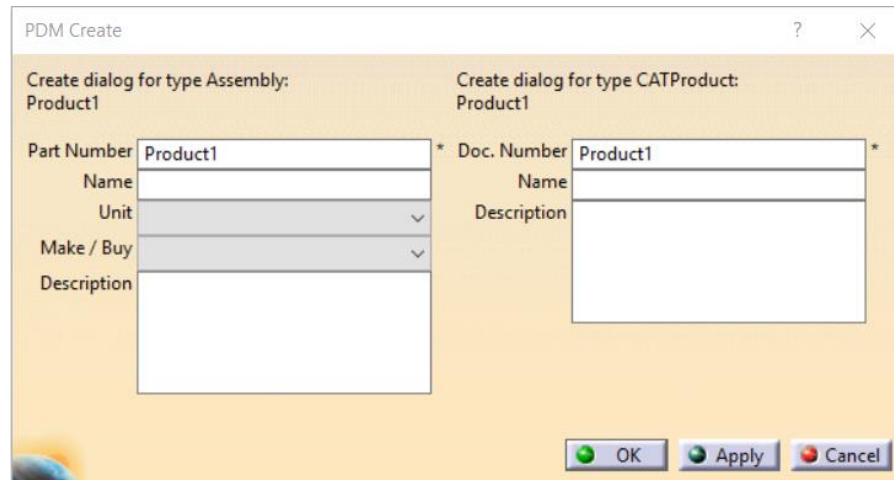 PDM Create
?
Create dialog for type Assembly:
Product1
Part Number Product1 *
Name
Unit
Make / Buy
Description
Create dialog for type CATProduct:
Product1
Doc. Number Product1 *
Name
Description
OK Apply Cancel